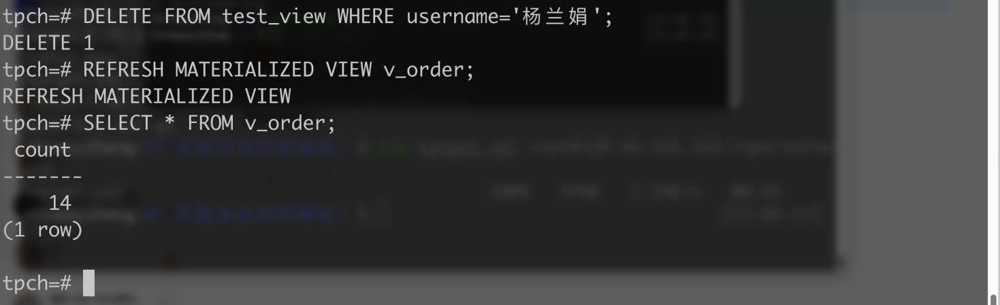 tpch=# DELETE FROM test_view WHERE username='杨兰娟';
DELETE 1
tpch=# REFRESH MATERIALIZED VIEW v_order;
REFRESH MATERIALIZED VIEW
tpch=# SELECT * FROM v_order;
count
-------
14
(1 row)
tpch=#